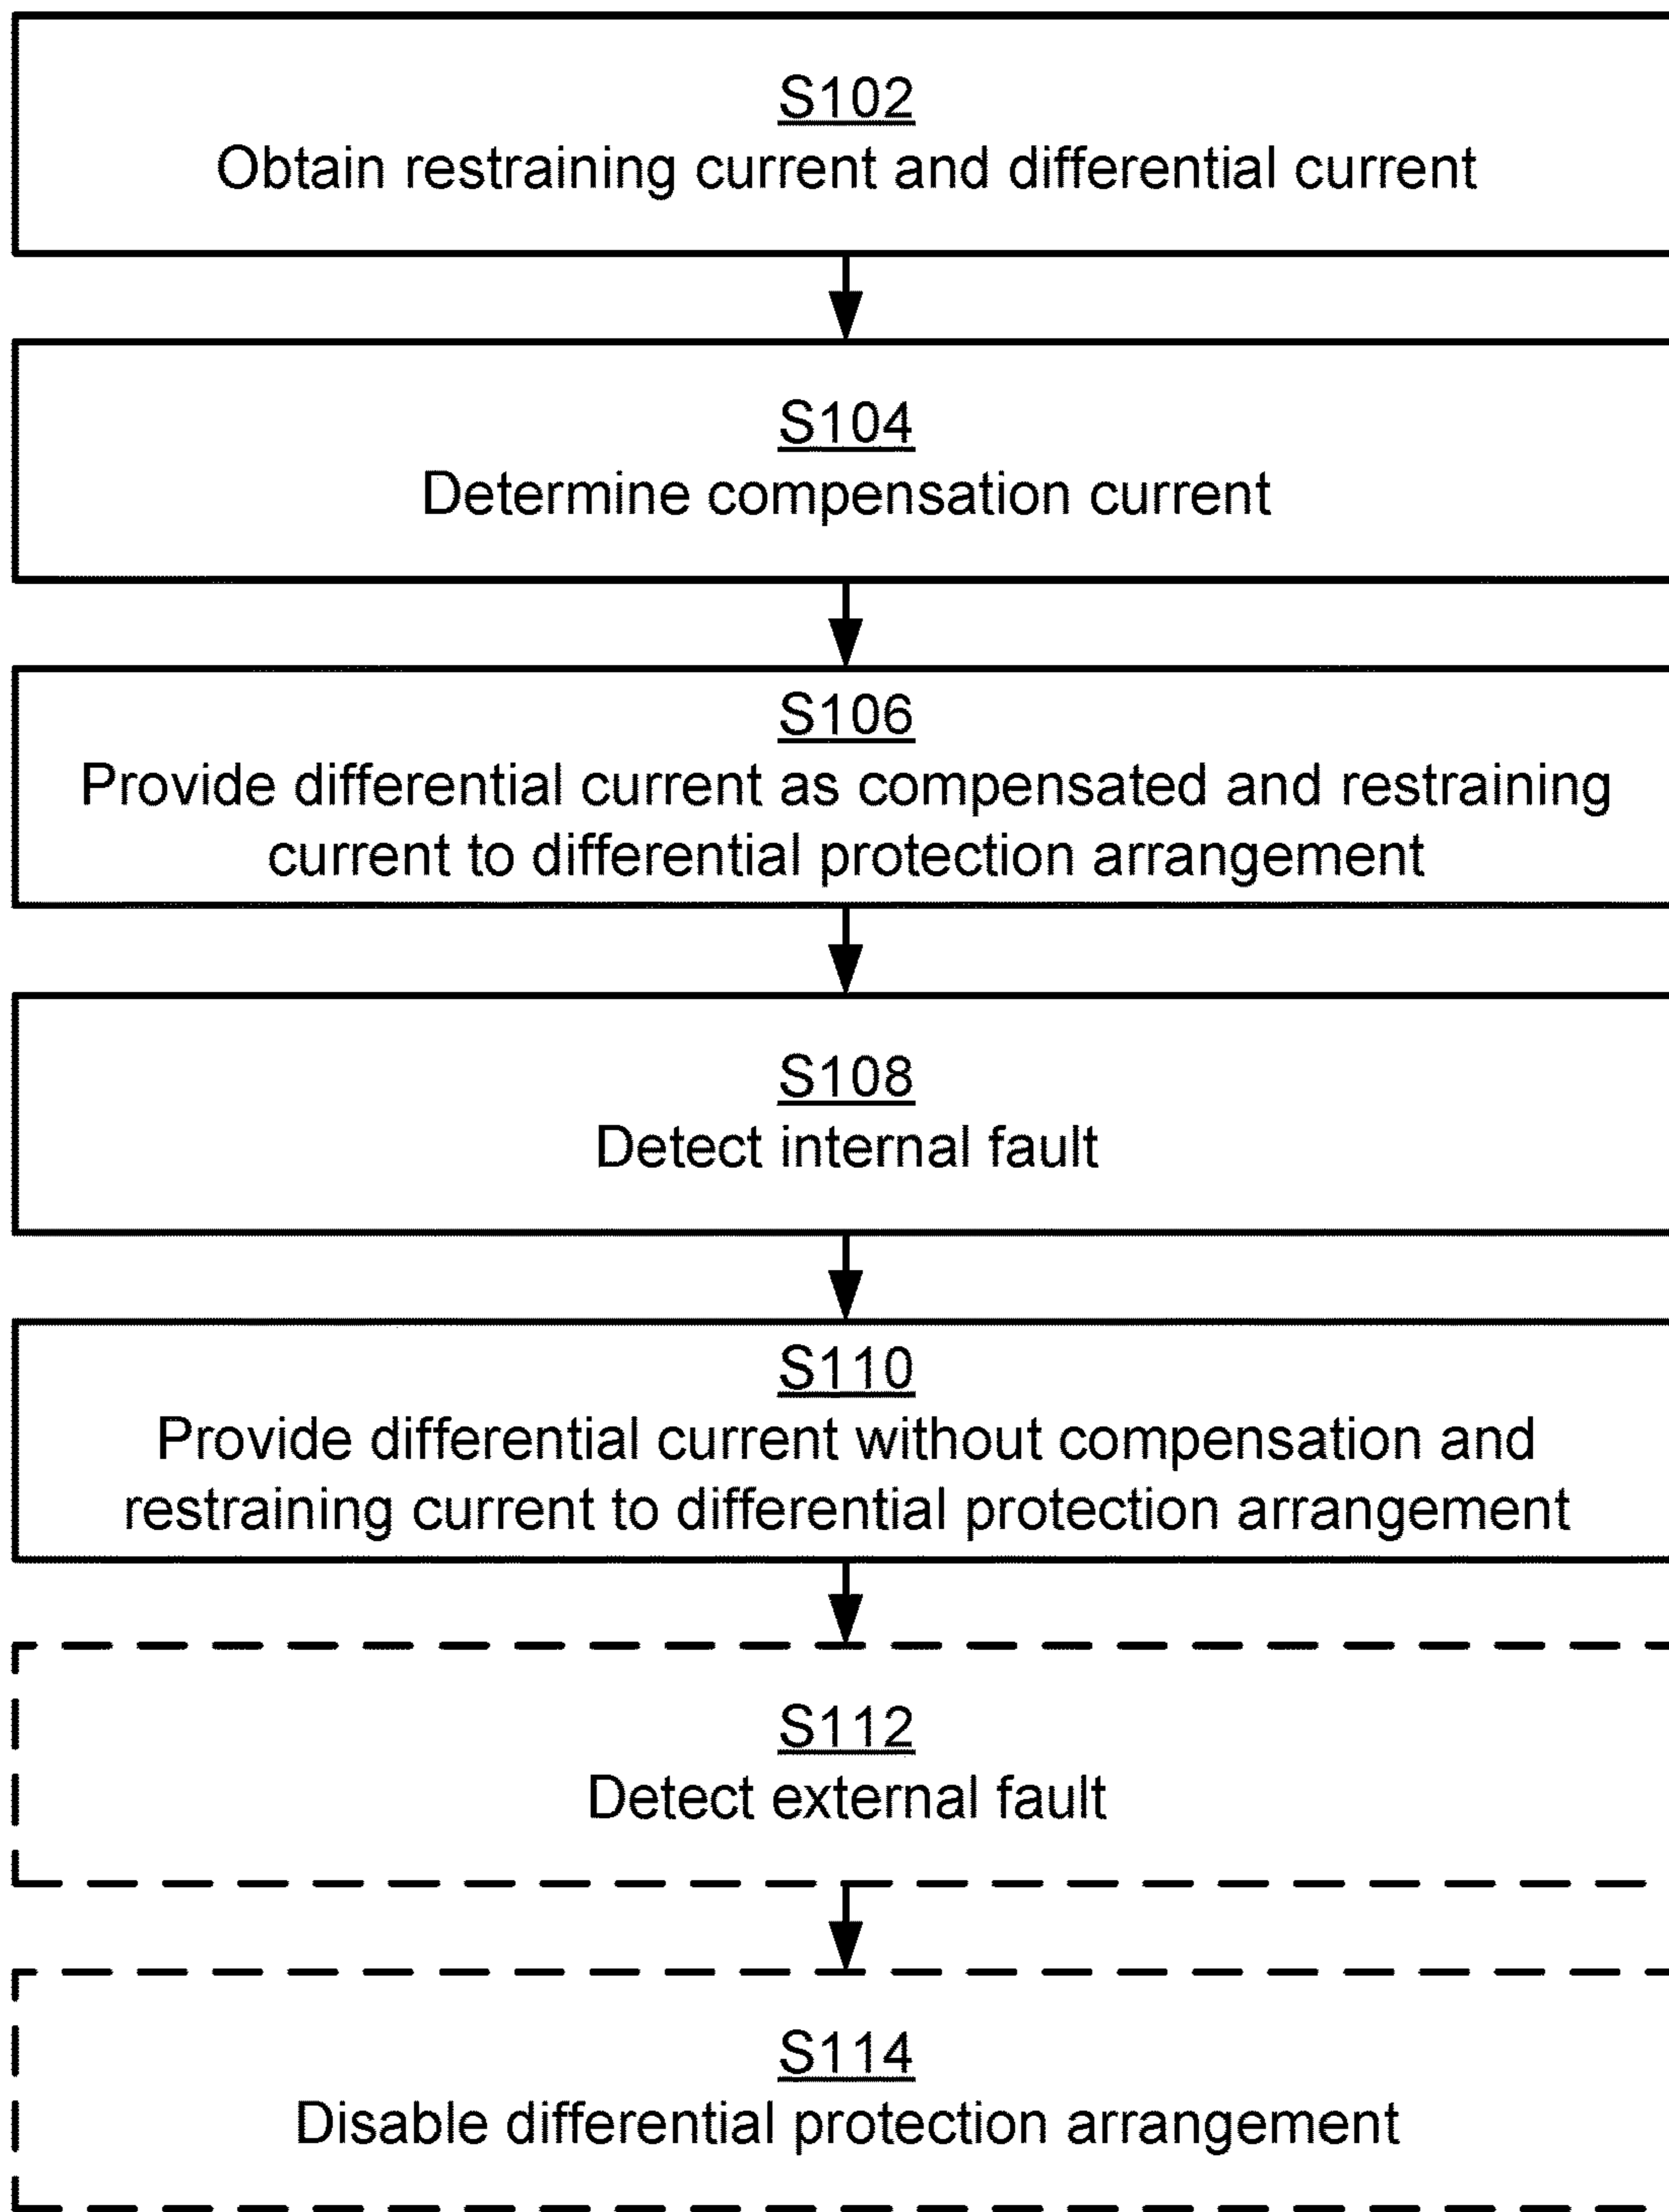 S102
Obtain restraining current and differential current
S104
Determine compensation current
S106
Provide differential current as compensated and restraining
current to differential protection arrangement
S108
Detect internal fault
S110
Provide differential current without compensation and
restraining current to differential protection arrangement
S112
Detect external fault
S114
Disable differential protection arrangement